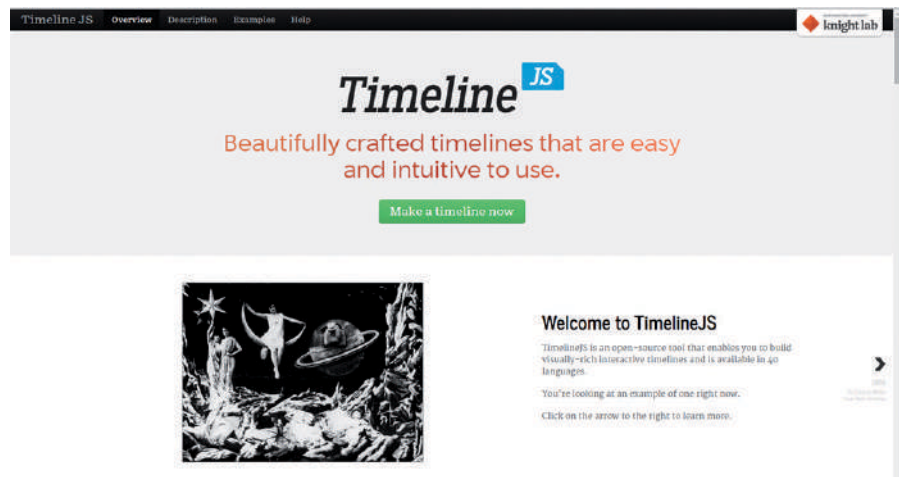 Timeline JS Overview Description Examples Help
knight lab
Timeline JS
Beautifully crafted timelines that are easy
and intuitive to use.
Make a timeline now
Welcome to TimelineJS
TimelineJS is an open-source tool that enables you to build
visually-rich interactive timelines and is available in 40
languages.
You're looking at an example of one right now.
Click on the arrow to the right to learn more.